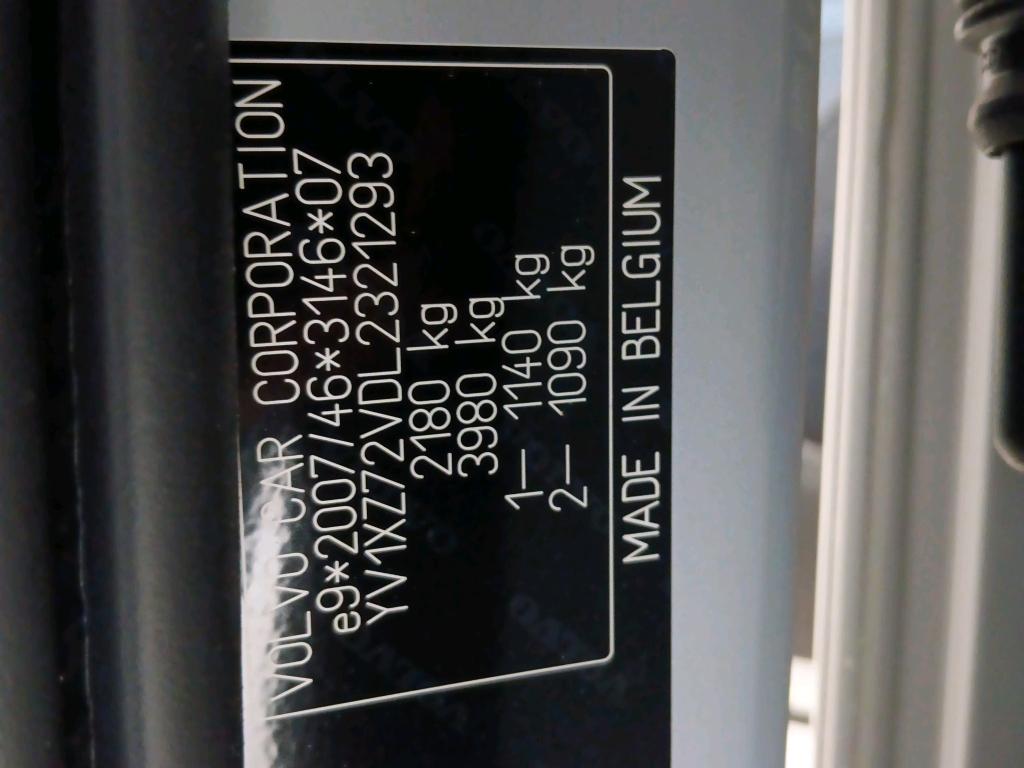 VOLVO CAR CORPORATION
e9*2007/46*3146*07
YV1XZ72VDL2321293
2180 kg
3980 kg
1— 1140 kg
2— 1090 kg
MADE IN BELGIUM